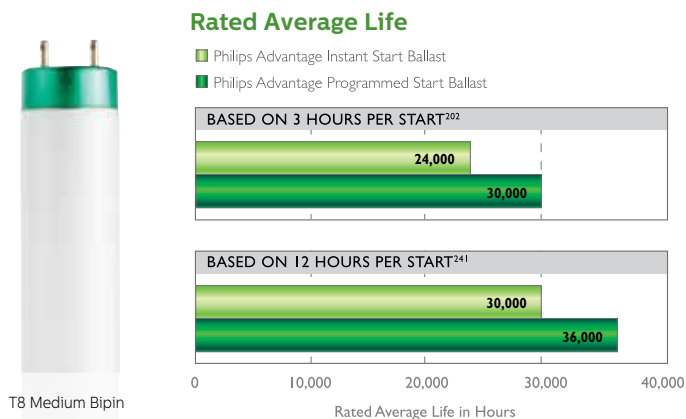 Rated Average Life
Philips Advantage Instant Start Ballast
Philips Advantage Programmed Start Ballast
BASED ON 3 HOURS PER START202
24,000
30,000
BASED ON 12 HOURS PER START241
30,000
36,000
0 10,000 20,000 30,000 40,000
Rated Average Life in Hours
T8 Medium Bipin